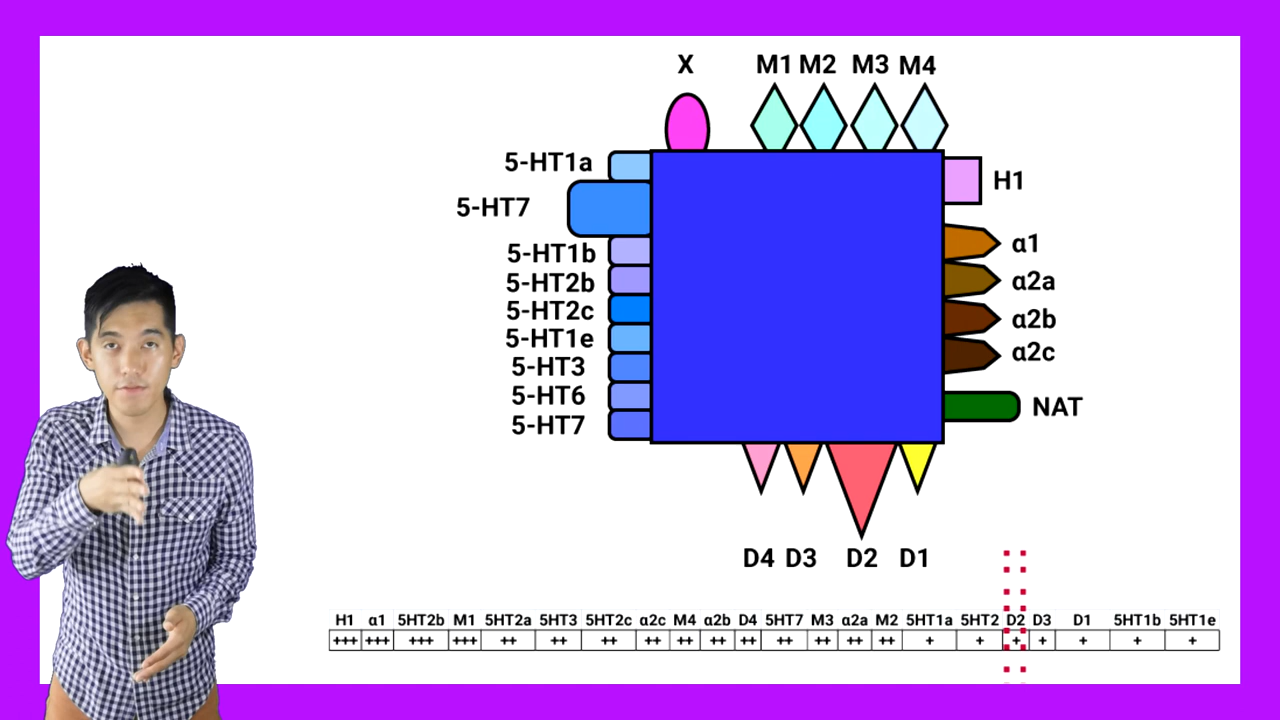 X M1 M2 M3 M4
5-HT1a
H1
5-HT7
α1
5-HT1b
5-HT2b
α2a
5-HT2c
α2b
5-HT1e
α2c
5-HT3
5-HT6
NAT
5-HT7
D4 D3 D2 D1
H1 α1 5HT2b M1 5HT2a 5HT3 5HT2c α2c M4 α2b D4 5HT7 M3 α2a M2 5HT1a 5HT2 D2 D3 D1 5HT1b 5HT1e
+++ +++ +++ +++ ++ ++ ++ ++ ++ ++ ++ ++ ++ ++ ++ + + + + + + +